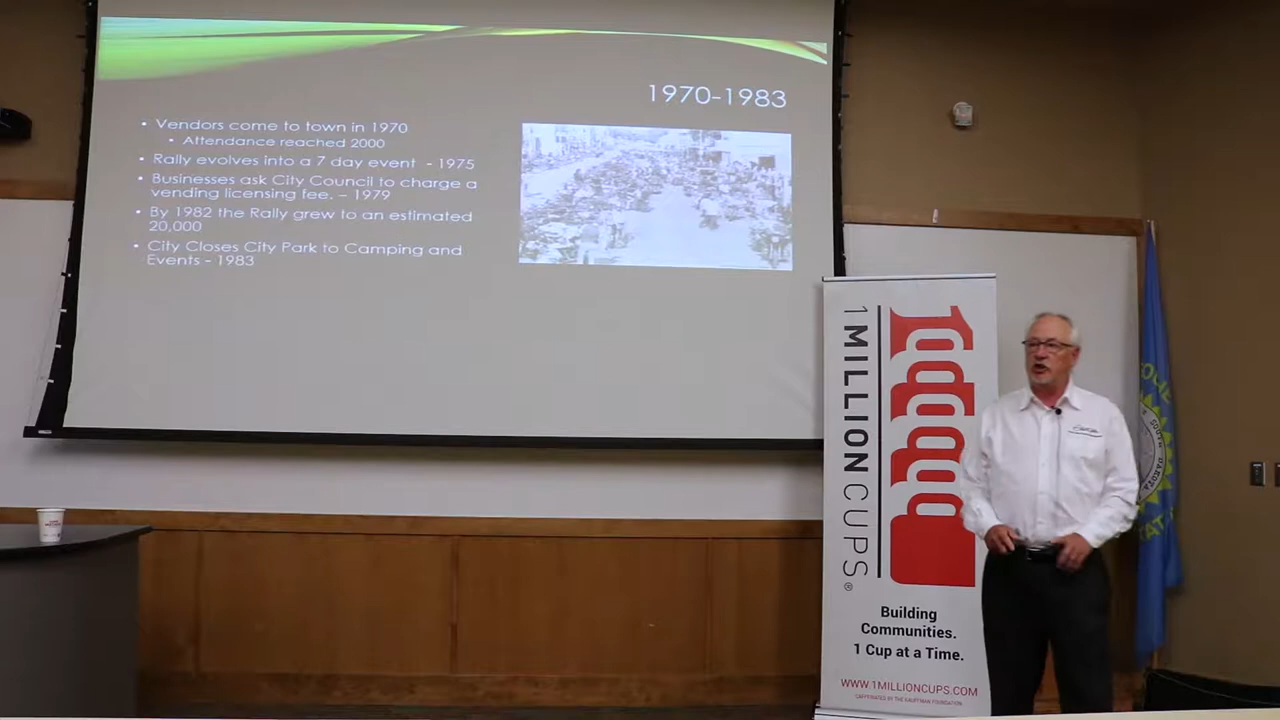 1970-1983
• Vendors come to town in 1970
• Attendance reached 2000
• Rally evolves into a 7 day event - 1975
• Businesses ask City Council to charge a
vending licensing fee. – 1979
• By 1982 the Rally grew to an estimated
20,000
• City Closes City Park to Camping and
Events - 1983
1 MILLION CUPS®
Building
Communities.
1 Cup at a Time.
WWW.1MILLIONCUPS.COM
SOUTH DAKOTA